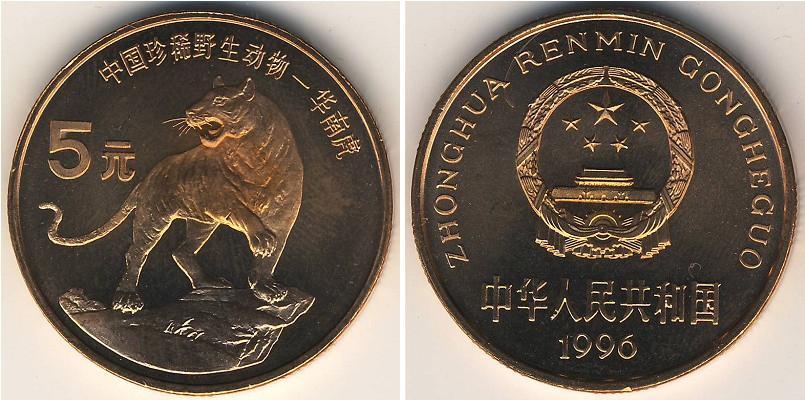 中国珍稀野生动物—华南虎
5元
ZHONGHUA RENMIN GONGHEGUO
中华人民共和国
1996